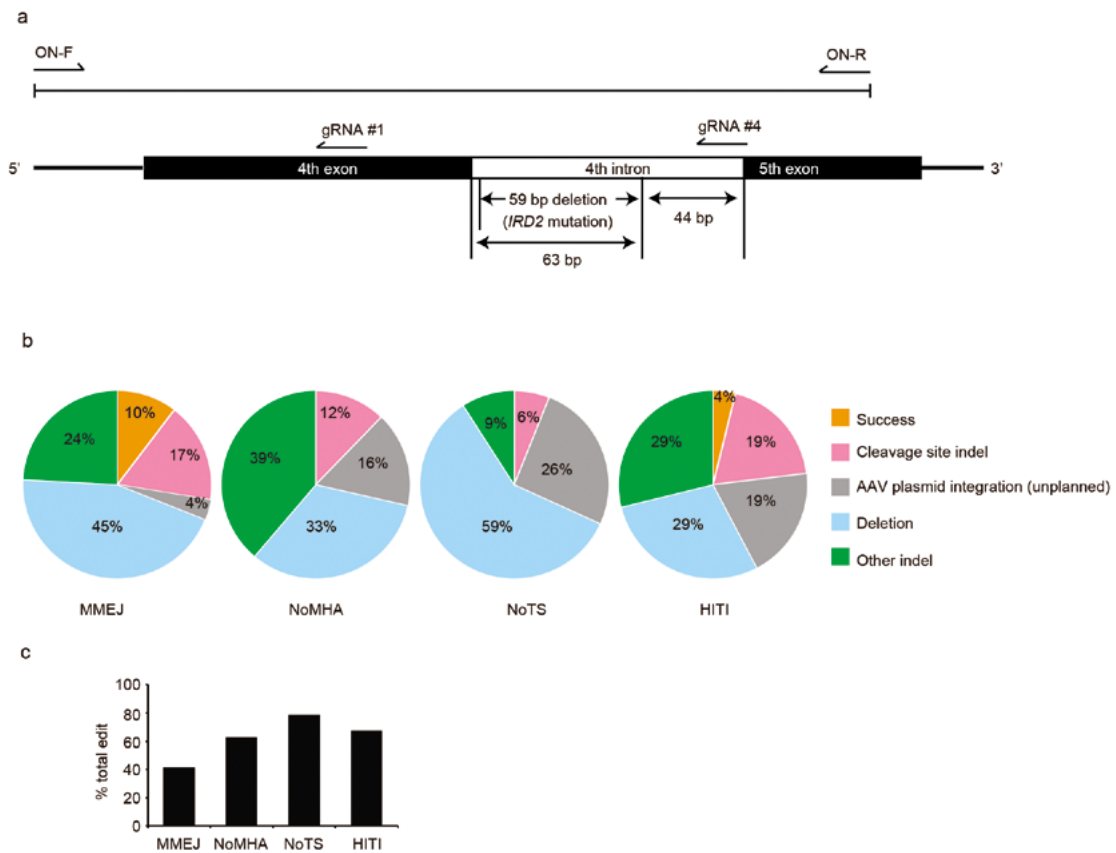 a
ON-F
ON-R
gRNA #1
gRNA #4
5'
4th exon
4th intron
5th exon
3'
59 bp deletion
(IRD2 mutation)
44 bp
63 bp
b
10%
17%
4%
45%
24%
MMEJ
12%
16%
33%
39%
NoMHA
6%
26%
59%
9%
NoTS
4%
19%
19%
29%
29%
HITI
Success
Cleavage site indel
AAV plasmid integration (unplanned)
Deletion
Other indel
c
% total edit
100
80
60
40
20
0
MMEJ
NoMHA
NoTS
HITI